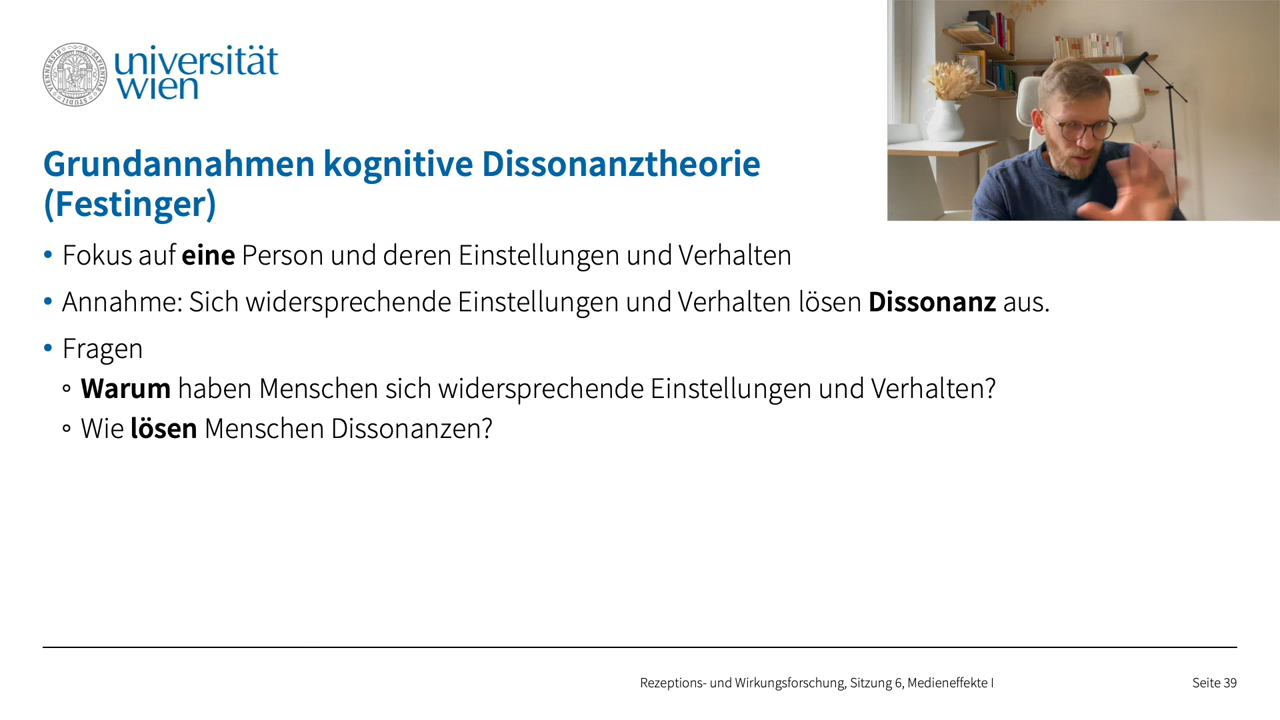 universität
wien
Grundannahmen kognitive Dissonanztheorie
(Festinger)
• Fokus auf eine Person und deren Einstellungen und Verhalten
• Annahme: Sich widersprechende Einstellungen und Verhalten lösen Dissonanz aus.
• Fragen
◦ Warum haben Menschen sich widersprechende Einstellungen und Verhalten?
◦ Wie lösen Menschen Dissonanzen?
Rezeptions- und Wirkungsforschung, Sitzung 6, Medieneffekte I
Seite 39